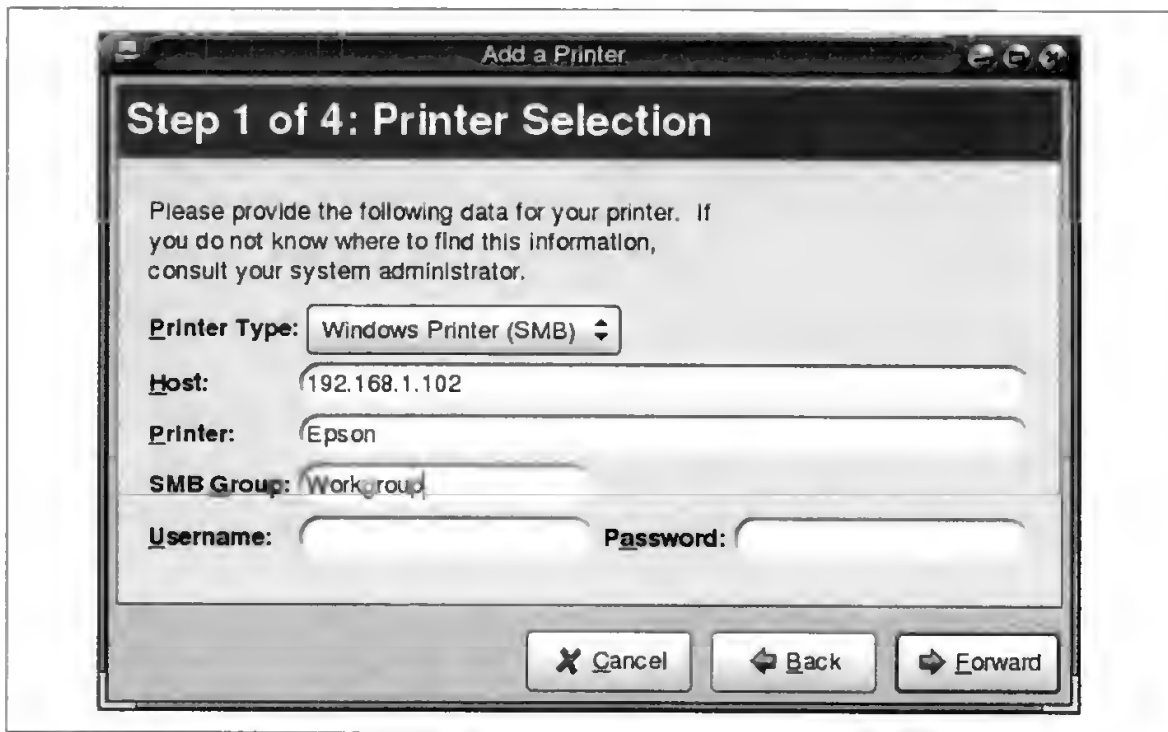 Add a Printer
Step 1 of 4: Printer Selection
Please provide the following data for your printer. If
you do not know where to find this information,
consult your system administrator.
Printer Type: Windows Printer (SMB)
Host: 192.168.1.102
Printer: Epson
SMB Group: Workgroup
Username: Password:
Cancel Back Forward